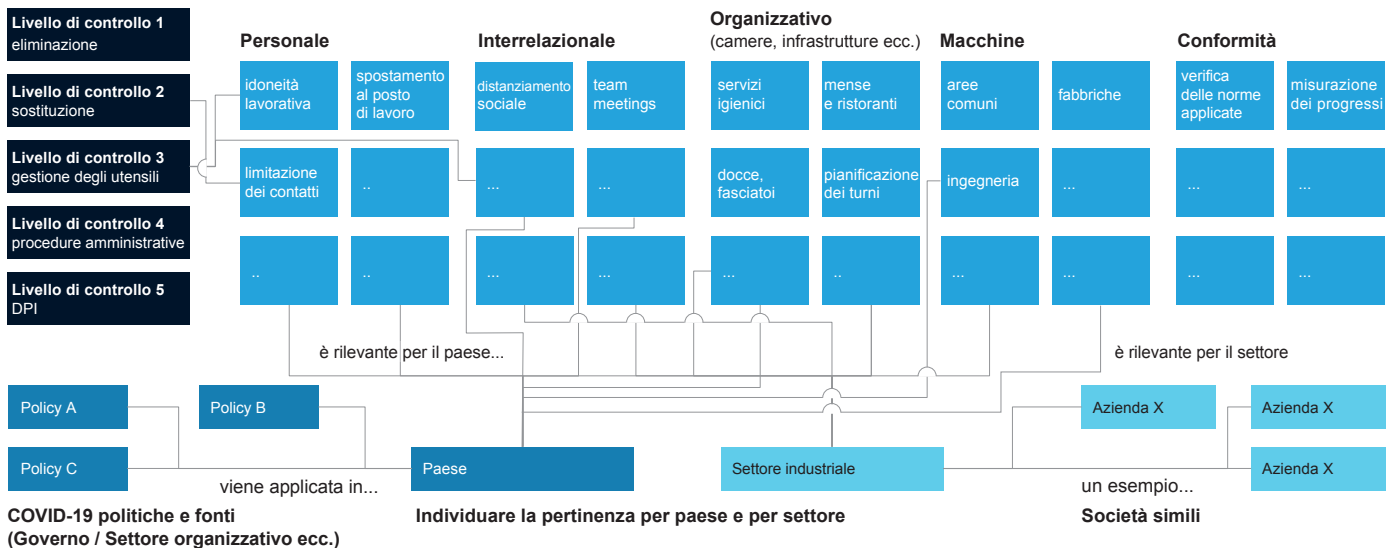 Livello di controllo 1
eliminazione
Livello di controllo 2
sostituzione
Livello di controllo 3
gestione degli utensili
Livello di controllo 4
procedure amministrative
Livello di controllo 5
DPI
Personale
Interrelazionale
Organizzativo
(camere, infrastrutture ecc.)
Macchine
Conformità
idoneità
lavorativa
spostamento
al posto
di lavoro
distanziamento
sociale
team
meetings
servizi
igienici
mense
e ristoranti
aree
comuni
fabbriche
verifica
delle norme
applicate
misurazione
dei progressi
limitazione
dei contatti
..
...
...
docce,
fasciatoi
pianificazione
dei turni
ingegneria
...
...
...
..
..
...
...
...
...
...
...
...
...
è rilevante per il paese...
è rilevante per il settore
Policy A
Policy B
Policy C
Paese
Settore industriale
Azienda X
Azienda X
Azienda X
viene applicata in...
un esempio...
COVID-19 politiche e fonti
(Governo / Settore organizzativo ecc.)
Individuare la pertinenza per paese e per settore
Società simili